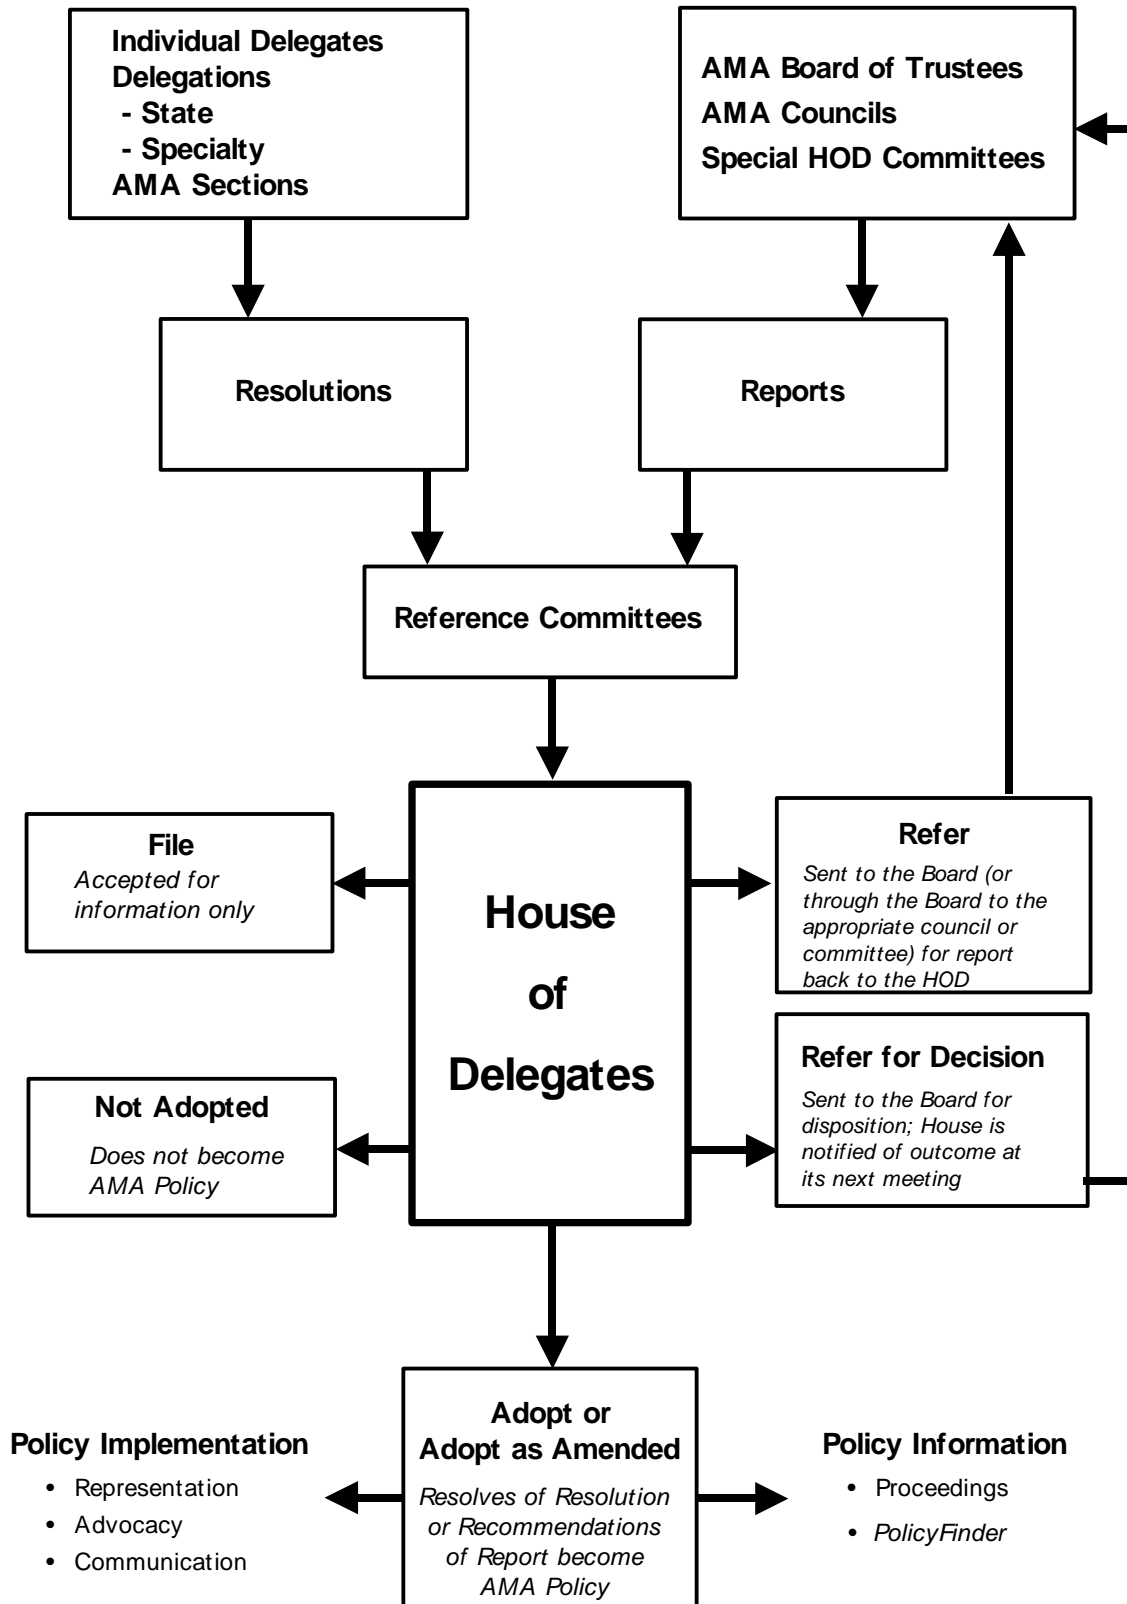 Individual Delegates
Delegations
- State
- Specialty
AMA Sections
AMA Board of Trustees
AMA Councils
Special HOD Committees
Resolutions
Reports
Reference Committees
House
of
Delegates
File
Accepted for
information only
Refer
Sent to the Board (or
through the Board to the
appropriate council or
committee) for report
back to the HOD
Not Adopted
Does not become
AMA Policy
Refer for Decision
Sent to the Board for
disposition; House is
notified of outcome at
its next meeting
Adopt or
Adopt as Amended
Resolves of Resolution
or Recommendations
of Report become
AMA Policy
Policy Implementation
• Representation
• Advocacy
• Communication
Policy Information
• Proceedings
• PolicyFinder